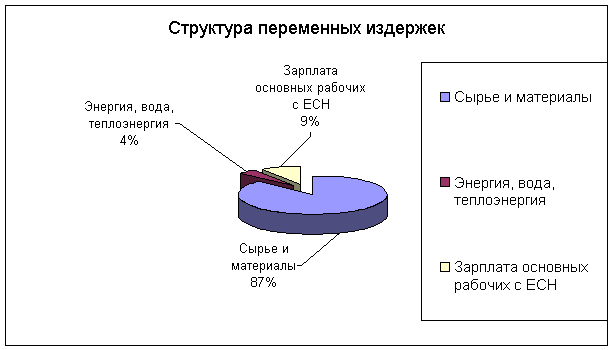 Структура переменных издержек
Зарплата
основных рабочих
с ЕСН
9%
Энергия, вода,
теплоэнергия
4%
Сырье и
материалы
87%
Сырье и материалы
Энергия, вода,
теплоэнергия
Зарплата основных
рабочих с ЕСН